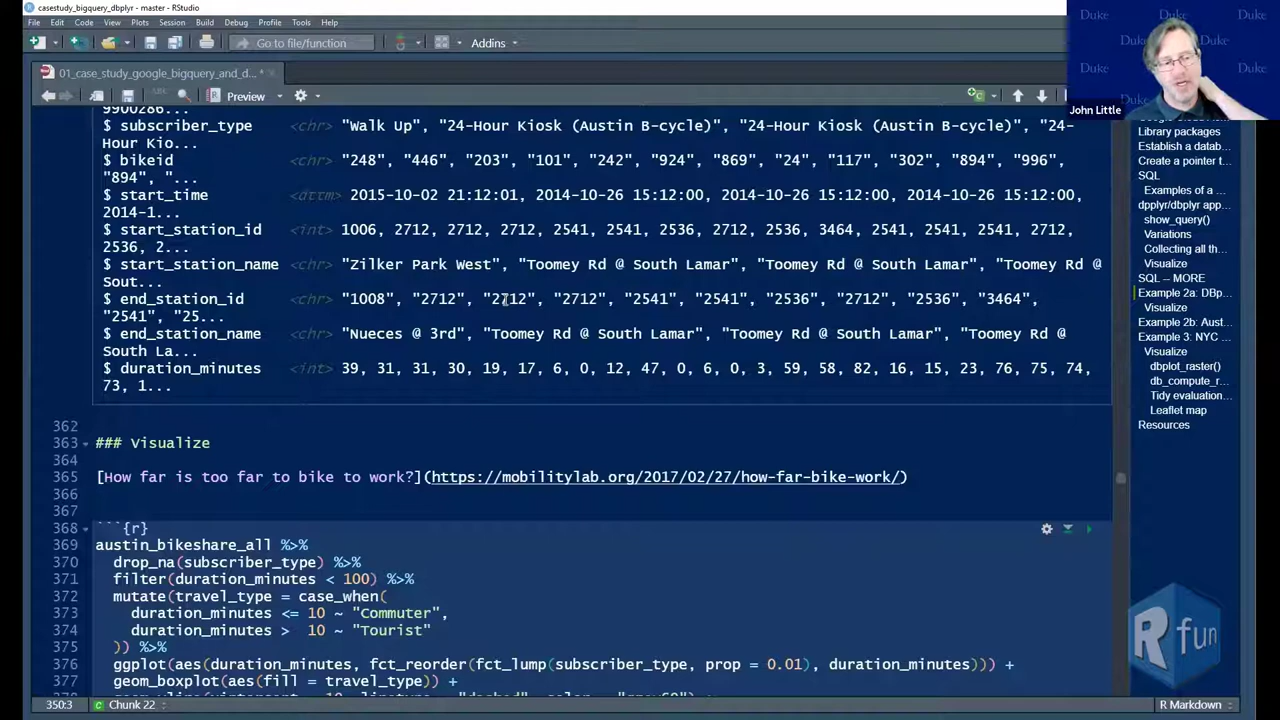 casestudy_bigquery_dbplyr - master - RStudio
File Edit Code View Plots Session Build Debug Profile Tools Help
Go to file/function
Addins
01_case_study_google_bigquery_and_d...*
Preview
9900286...
$ subscriber_type <chr> "Walk Up", "24-Hour Kiosk (Austin B-cycle)", "24-Hour Kiosk (Austin B-cycle)", "24-
Hour Kio...
$ bikeid <chr> "248", "446", "203", "101", "242", "924", "869", "24", "117", "302", "894", "996",
"894", "...
$ start_time <dttm> 2015-10-02 21:12:01, 2014-10-26 15:12:00, 2014-10-26 15:12:00, 2014-10-26 15:12:00,
2014-1...
$ start_station_id <int> 1006, 2712, 2712, 2712, 2541, 2541, 2536, 2712, 2536, 3464, 2541, 2541, 2541, 2712,
2536, 2...
$ start_station_name <chr> "Zilker Park West", "Toomey Rd @ South Lamar", "Toomey Rd @ South Lamar", "Toomey Rd @
Sout...
$ end_station_id <chr> "1008", "2712", "2712", "2712", "2541", "2541", "2536", "2712", "2536", "3464",
"2541", "25...
$ end_station_name <chr> "Nueces @ 3rd", "Toomey Rd @ South Lamar", "Toomey Rd @ South Lamar", "Toomey Rd @
South La...
$ duration_minutes <int> 39, 31, 31, 30, 19, 17, 6, 0, 12, 47, 0, 6, 0, 3, 59, 58, 82, 16, 15, 23, 76, 75, 74,
73, 1...
362
363 ### Visualize
364
365 [How far is too far to bike to work?](https://mobilitylab.org/2017/02/27/how-far-bike-work/)
366
367
368 ```{r}
369 austin_bikeshare_all %>%
370 drop_na(subscriber_type) %>%
371 filter(duration_minutes < 100) %>%
372 mutate(travel_type = case_when(
373 duration_minutes <= 10 ~ "Commuter",
374 duration_minutes > 10 ~ "Tourist"
375 )) %>%
376 ggplot(aes(duration_minutes, fct_reorder(fct_lump(subscriber_type, prop = 0.01), duration_minutes))) +
377 geom_boxplot(aes(fill = travel_type)) +
350:3 Chunk 22 R Markdown
Duke Duke Duke
Duke Duke
Duke Duke
Duke Duke
John Little
Library packages
Establish a datab...
Create a pointer t...
SQL
Examples of a ...
dpplyr/dbplyr app...
show_query()
Variations
Collecting all th...
Visualize
SQL -- MORE
Example 2a: DBp...
Visualize
Example 2b: Aust...
Example 3: NYC ...
Visualize
dbplot_raster()
db_compute_r...
Tidy evaluation...
Leaflet map
Resources
R fun